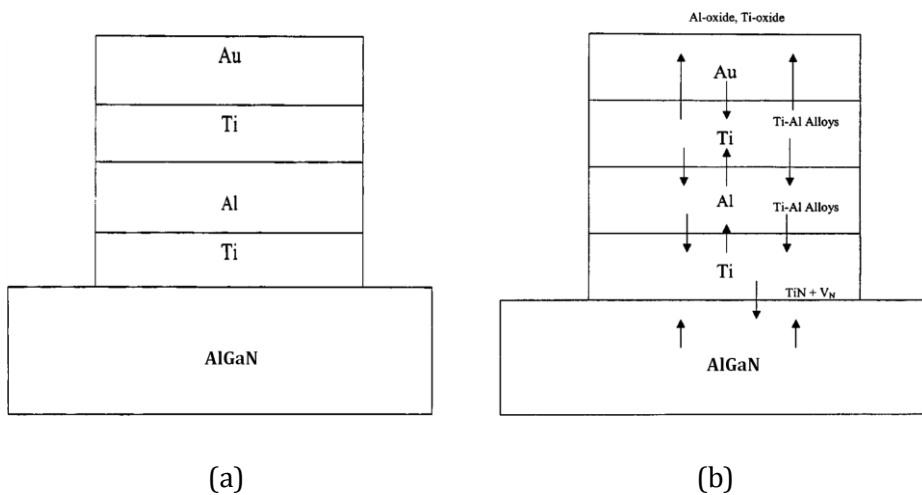 Au
Ti
Al
Ti
AlGaN
(a)
Al-oxide, Ti-oxide
Au
Ti
Ti-Al Alloys
Al
Ti-Al Alloys
Ti
TiN + V_N
AlGaN
(b)